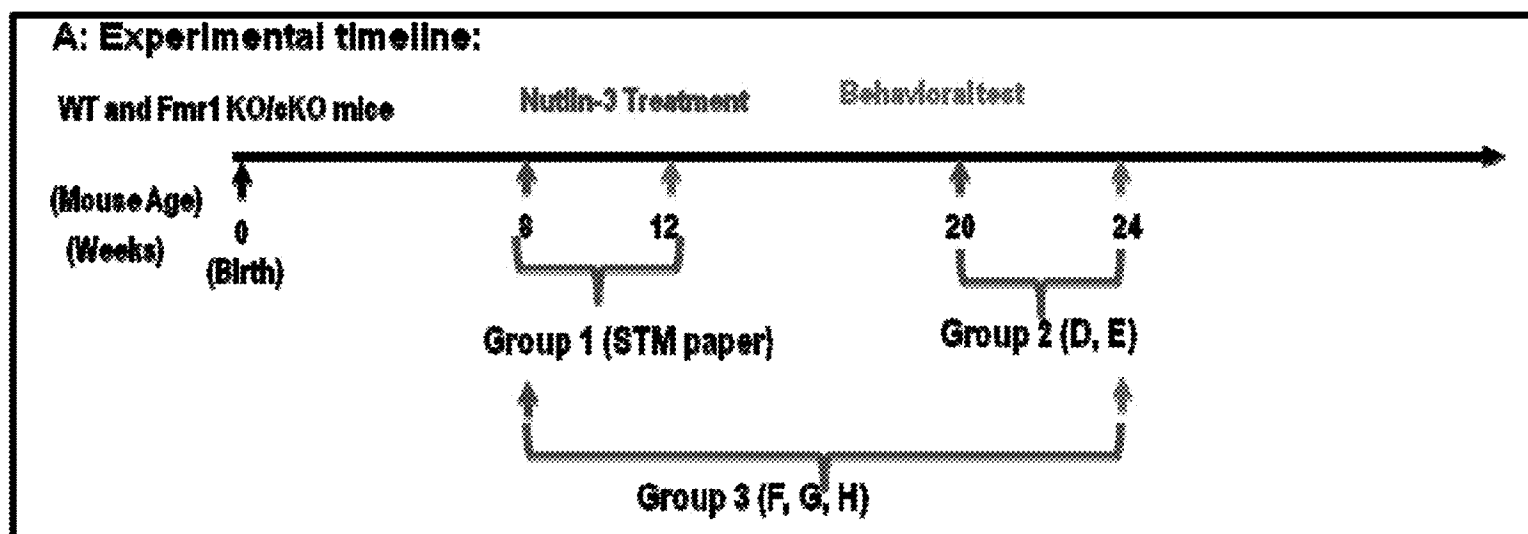 A: Experimental timeline:
WT and Fmr1 KO/cKO mice
Nutlin-3 Treatment
Behavioral test
(Mouse Age)
(Weeks)
0
(Birth)
8
12
20
24
Group 1 (STM paper)
Group 2 (D, E)
Group 3 (F, G, H)